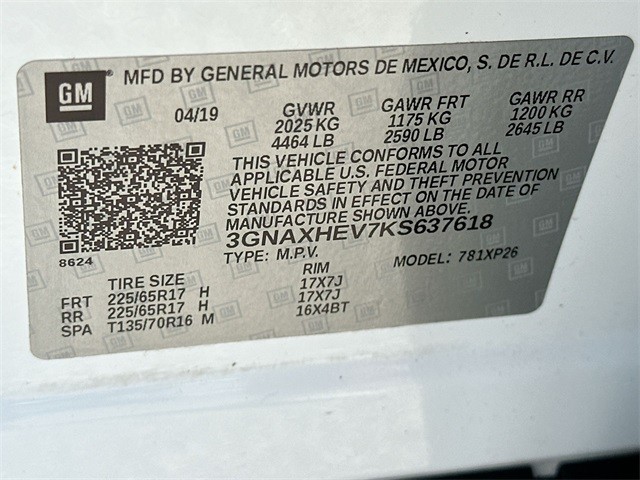 GM ® MFD BY GENERAL MOTORS DE MEXICO, S. DE R.L. DE C.V.
04/19 GVWR GAWR FRT GAWR RR
2025 KG 1175 KG 1200 KG
4464 LB 2590 LB 2645 LB
THIS VEHICLE CONFORMS TO ALL
APPLICABLE U.S. FEDERAL MOTOR
VEHICLE SAFETY AND THEFT PREVENTION
STANDARDS IN EFFECT ON THE DATE OF
MANUFACTURE SHOWN ABOVE.
3GNAXHEV7KS637618
8624 TYPE: M.P.V. MODEL: 781XP26
TIRE SIZE RIM
FRT 225/65R17 H 17X7J
RR 225/65R17 H 17X7J
SPA T135/70R16 M 16X4BT